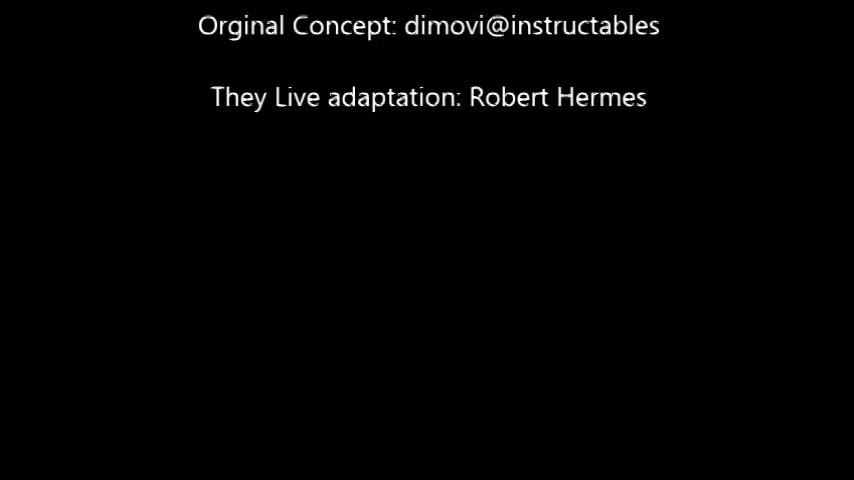 Orginal Concept: dimovi@instructables
They Live adaptation: Robert Hermes